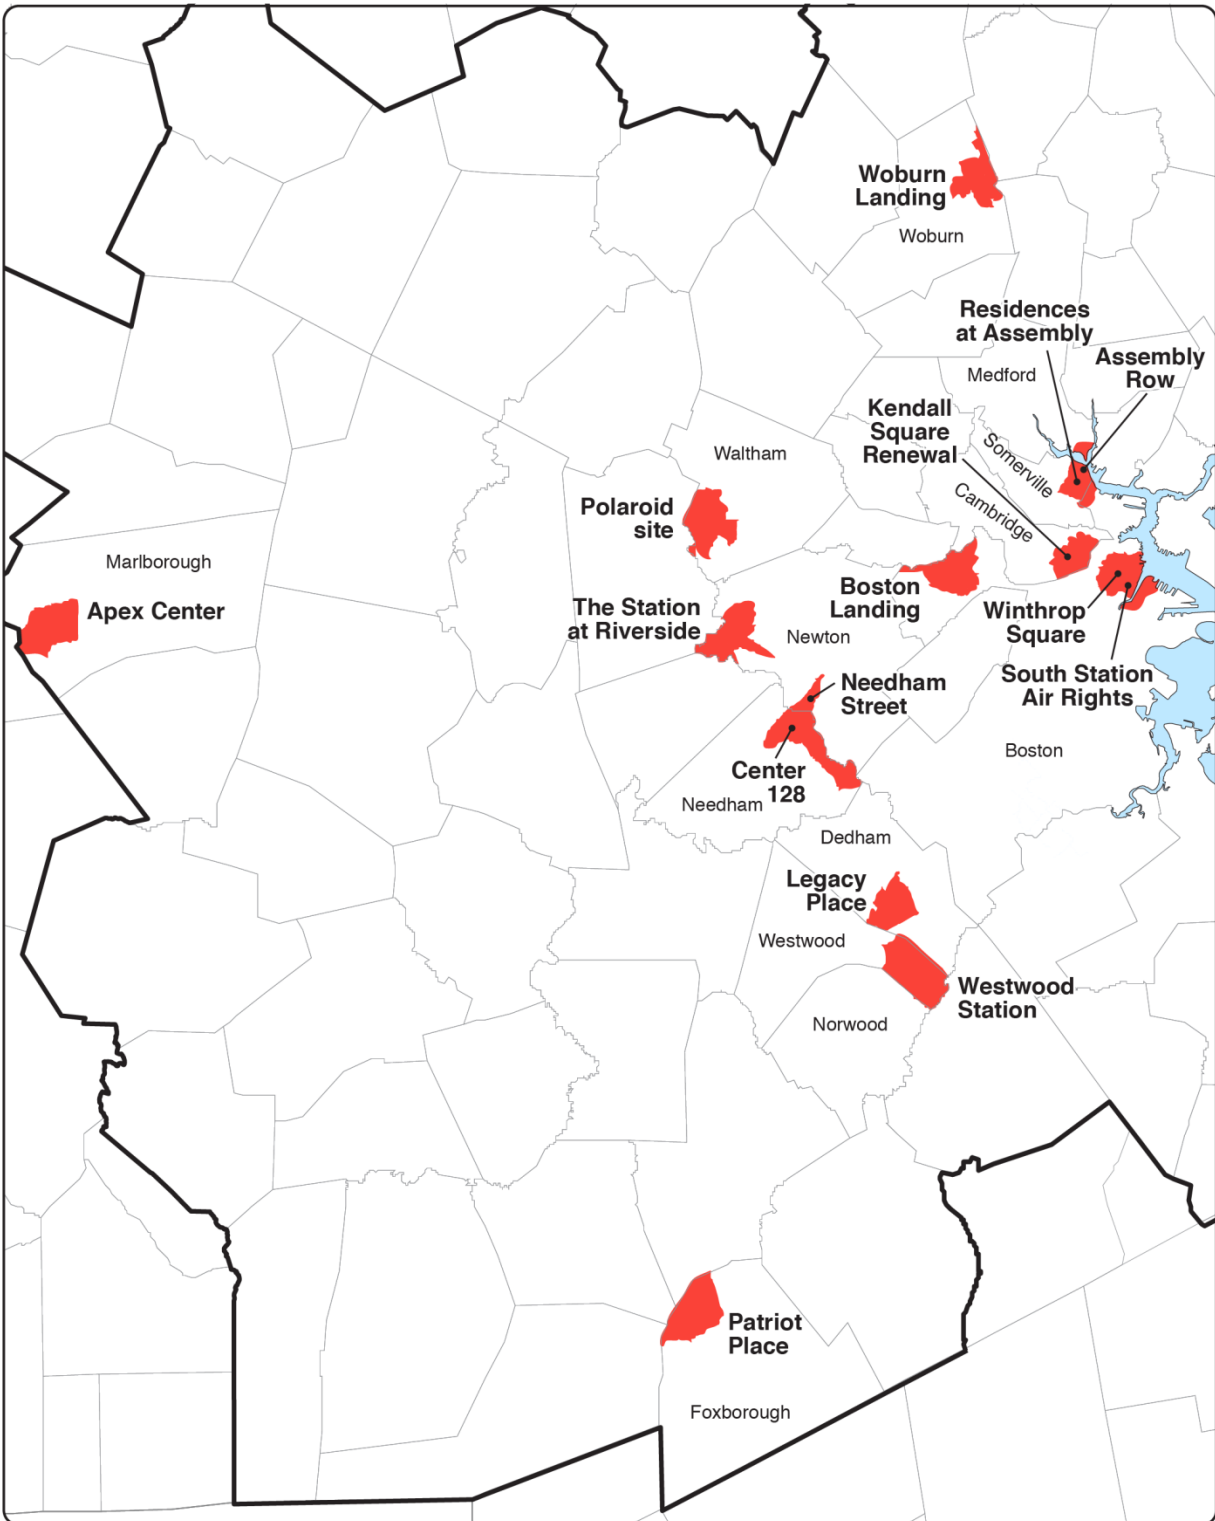 Woburn
Landing
Woburn
Residences
at Assembly
Assembly
Row
Medford
Kendall
Square
Renewal
Somerville
Cambridge
Waltham
Polaroid
site
Marlborough
Apex Center
The Station
at Riverside
Boston
Landing
Newton
Winthrop
Square
South Station
Air Rights
Needham
Street
Center
128
Needham
Boston
Dedham
Legacy
Place
Westwood
Westwood
Station
Norwood
Patriot
Place
Foxborough